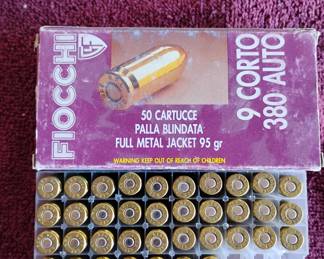 FIOCCHI
50 CARTUCCE
PALLA BLINDATA
FULL METAL JACKET 95 gr
WARNING KEEP OUT OF REACH OF CHILDREN
9 CORTO
380 AUTO